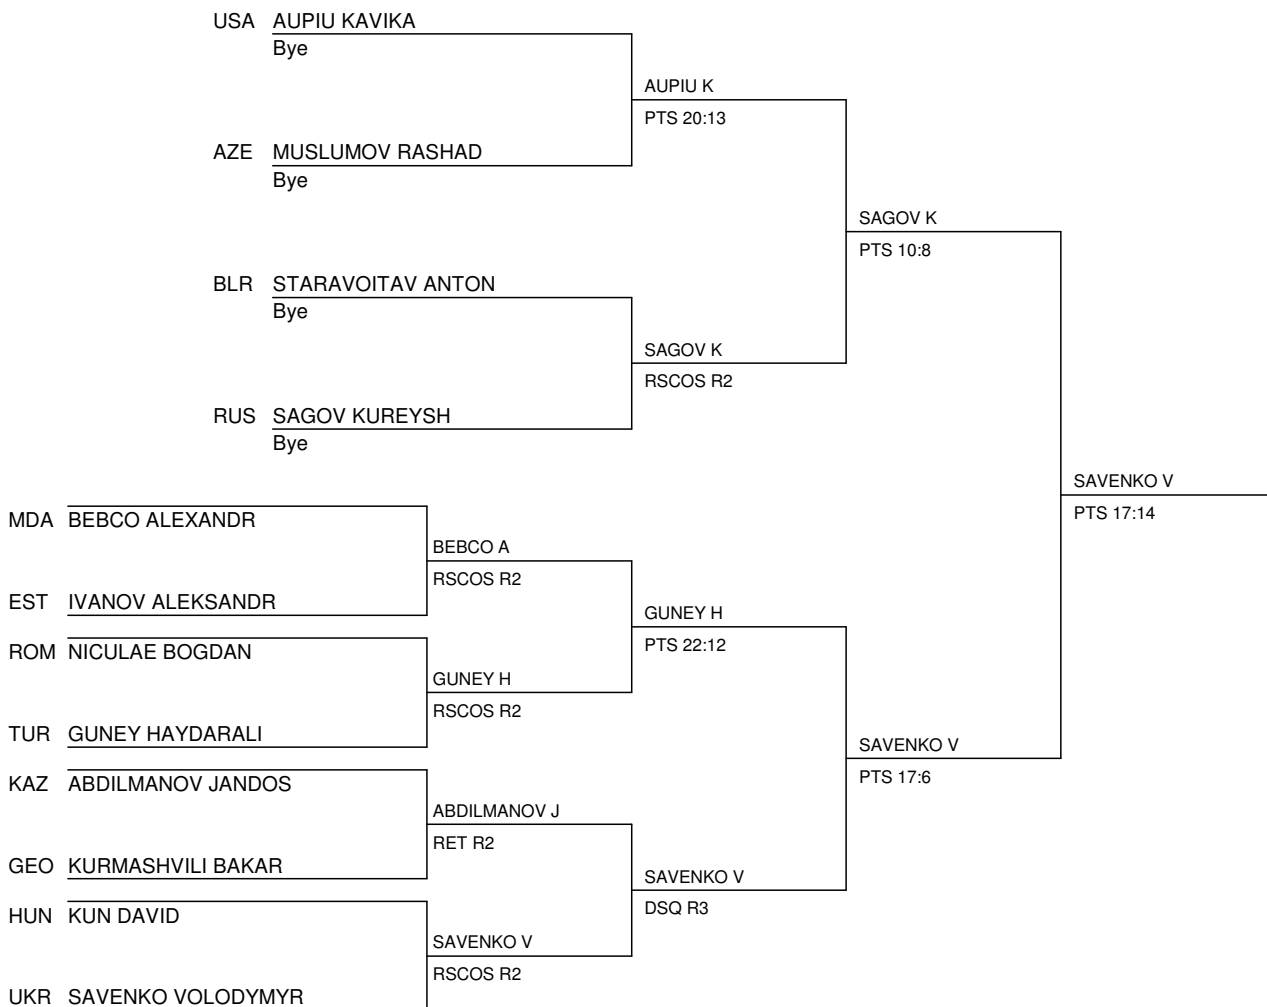 USA AUPIU KAVIKA
Bye
AUPIU K
PTS 20:13
AZE MUSLUMOV RASHAD
Bye
SAGOV K
PTS 10:8
BLR STARAVOITAV ANTON
Bye
SAGOV K
RSCOS R2
RUS SAGOV KUREYSH
Bye
SAVENKO V
PTS 17:14
MDA BEBCO ALEXANDR
BEBCO A
RSCOS R2
EST IVANOV ALEKSANDR
GUNEY H
PTS 22:12
ROM NICULAE BOGDAN
GUNEY H
RSCOS R2
TUR GUNEY HAYDARALI
SAVENKO V
PTS 17:6
KAZ ABDILMANOV JANDOS
ABDILMANOV J
RET R2
GEO KURMASHVILI BAKAR
SAVENKO V
DSQ R3
HUN KUN DAVID
SAVENKO V
RSCOS R2
UKR SAVENKO VOLODYMYR